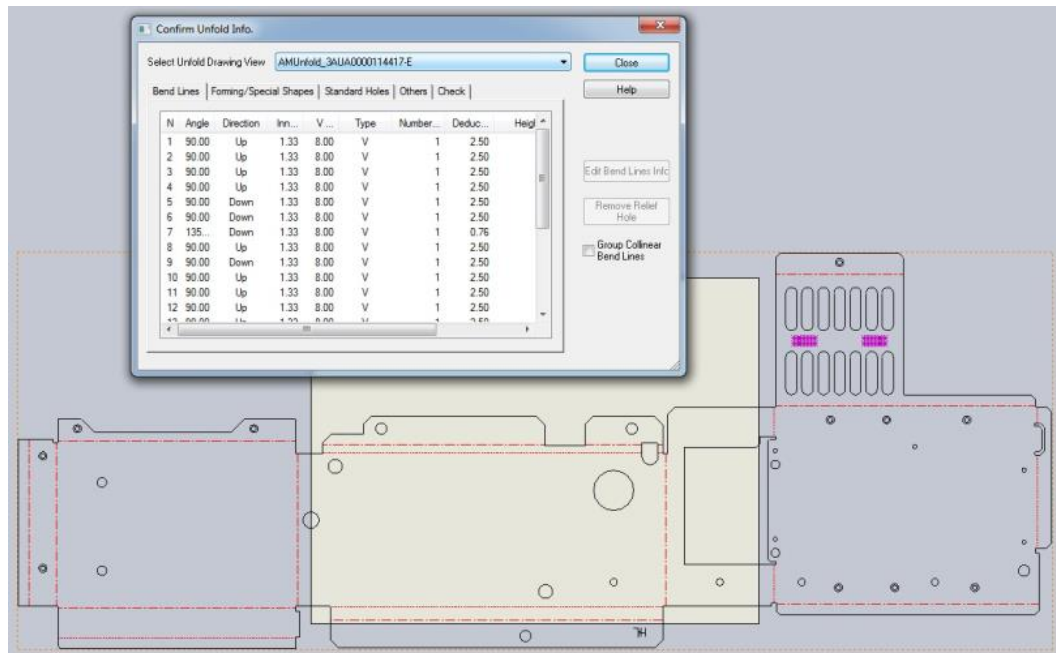 Confirm Unfold Info.
Select Unfold Drawing View AMUnfold_3AUA0000114417-E Close
Bend Lines Forming/Special Shapes Standard Holes Others Check Help
N Angle Direction Inn... V ... Type Number... Deduc... Heigl
1 90.00 Up 1.33 8.00 V 1 2.50
2 90.00 Up 1.33 8.00 V 1 2.50
3 90.00 Up 1.33 8.00 V 1 2.50
4 90.00 Up 1.33 8.00 V 1 2.50
5 90.00 Down 1.33 8.00 V 1 2.50
6 90.00 Down 1.33 8.00 V 1 2.50
7 135... Down 1.33 8.00 V 1 0.76
8 90.00 Up 1.33 8.00 V 1 2.50
9 90.00 Down 1.33 8.00 V 1 2.50
10 90.00 Up 1.33 8.00 V 1 2.50
11 90.00 Up 1.33 8.00 V 1 2.50
12 90.00 Up 1.33 8.00 V 1 2.50
Edit Bend Lines Info
Remove Relief
Hole
Group Collinear
Bend Lines